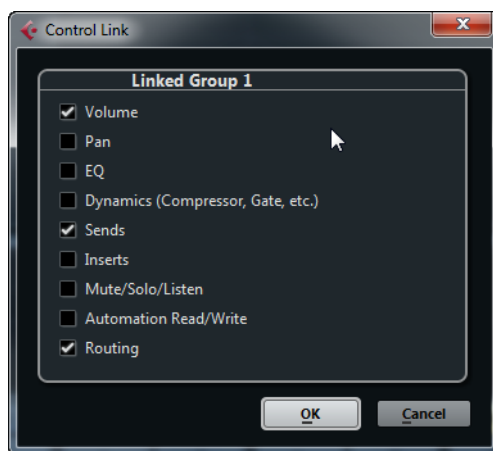 Control Link
Linked Group 1
Volume
Pan
EQ
Dynamics (Compressor, Gate, etc.)
Sends
Inserts
Mute/Solo/Listen
Automation Read/Write
Routing
OK Cancel